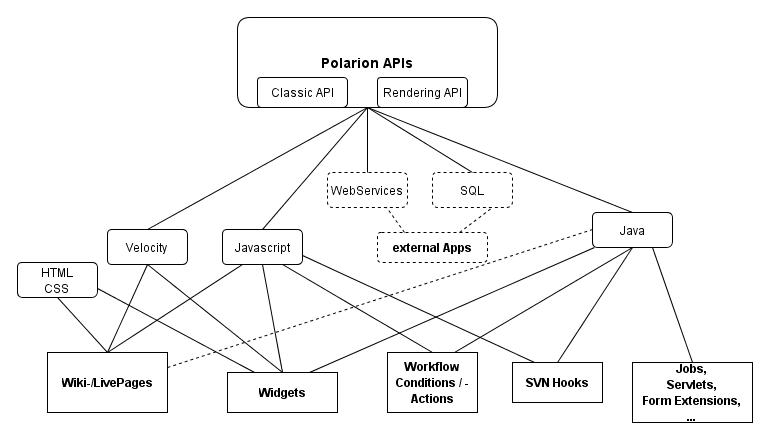 Polarion APIs
Classic API
Rendering API
WebServices
SQL
Velocity
Javascript
external Apps
Java
HTML
CSS
Wiki-/LivePages
Widgets
Workflow
Conditions / -
Actions
SVN Hooks
Jobs,
Servlets,
Form Extensions,
...